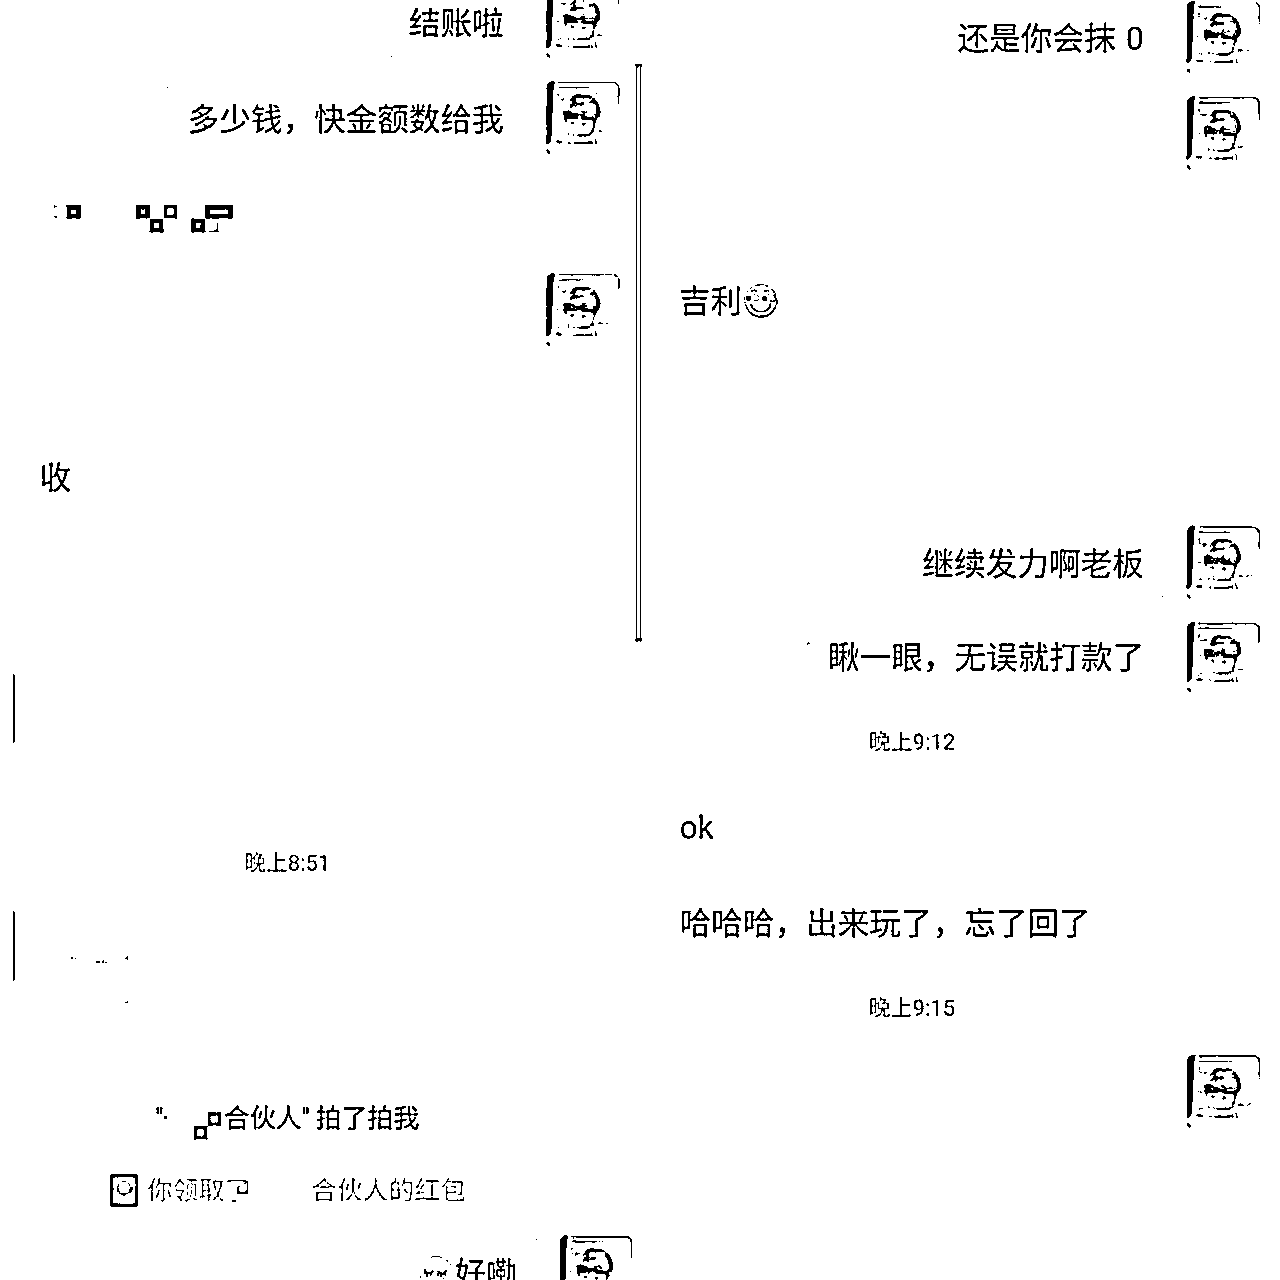 结账啦
多少钱，快金额数给我
收
晚上8:51
合伙人" 拍了拍我
你领取了
合伙人的红包
好嘞
还是你会抹 0
吉利
继续发力啊老板
瞅一眼，无误就打款了
晚上9:12
ok
哈哈哈，出来玩了，忘了回了
晚上9:15